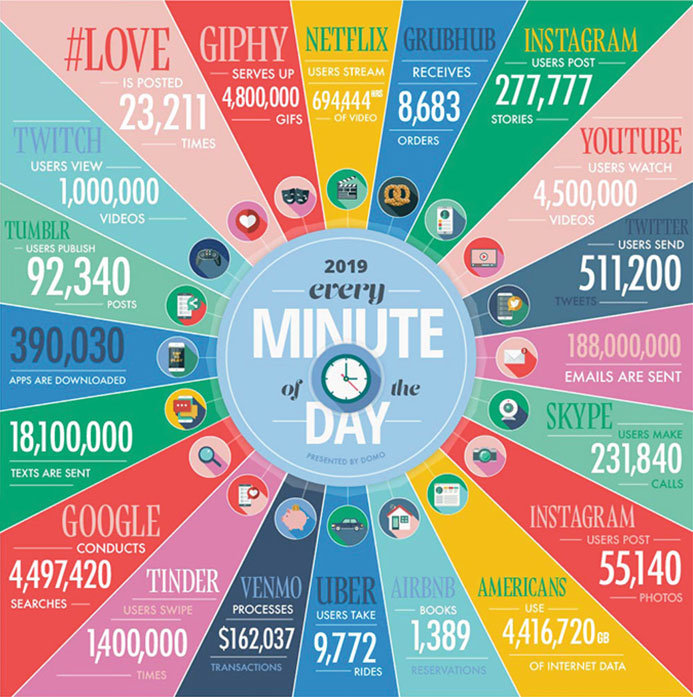 #LOVE
IS POSTED
23,211
TIMES
GIPHY
SERVES UP
4,800,000
GIFS
NETFLIX
USERS STREAM
694,444 HRS
OF VIDEO
GRUBHUB
RECEIVES
8,683
ORDERS
INSTAGRAM
USERS POST
277,777
STORIES
YOUTUBE
USERS WATCH
4,500,000
VIDEOS
TWITTER
USERS SEND
511,200
TWEETS
188,000,000
EMAILS ARE SENT
SKYPE
USERS MAKE
231,840
CALLS
INSTAGRAM
USERS POST
55,140
PHOTOS
AMERICANS
USE
4,416,720 GB
OF INTERNET DATA
AIRBNB
BOOKS
1,389
RESERVATIONS
UBER
USERS TAKE
9,772
RIDES
VENMO
PROCESSES
$162,037
TRANSACTIONS
TINDER
USERS SWIPE
1,400,000
TIMES
GOOGLE
CONDUCTS
4,497,420
SEARCHES
18,100,000
TEXTS ARE SENT
390,030
APPS ARE DOWNLOADED
TUMBLR
USERS PUBLISH
92,340
POSTS
TWITCH
USERS VIEW
1,000,000
VIDEOS
2019
every
MINUTE
of the
DAY
PRESENTED BY DOMO